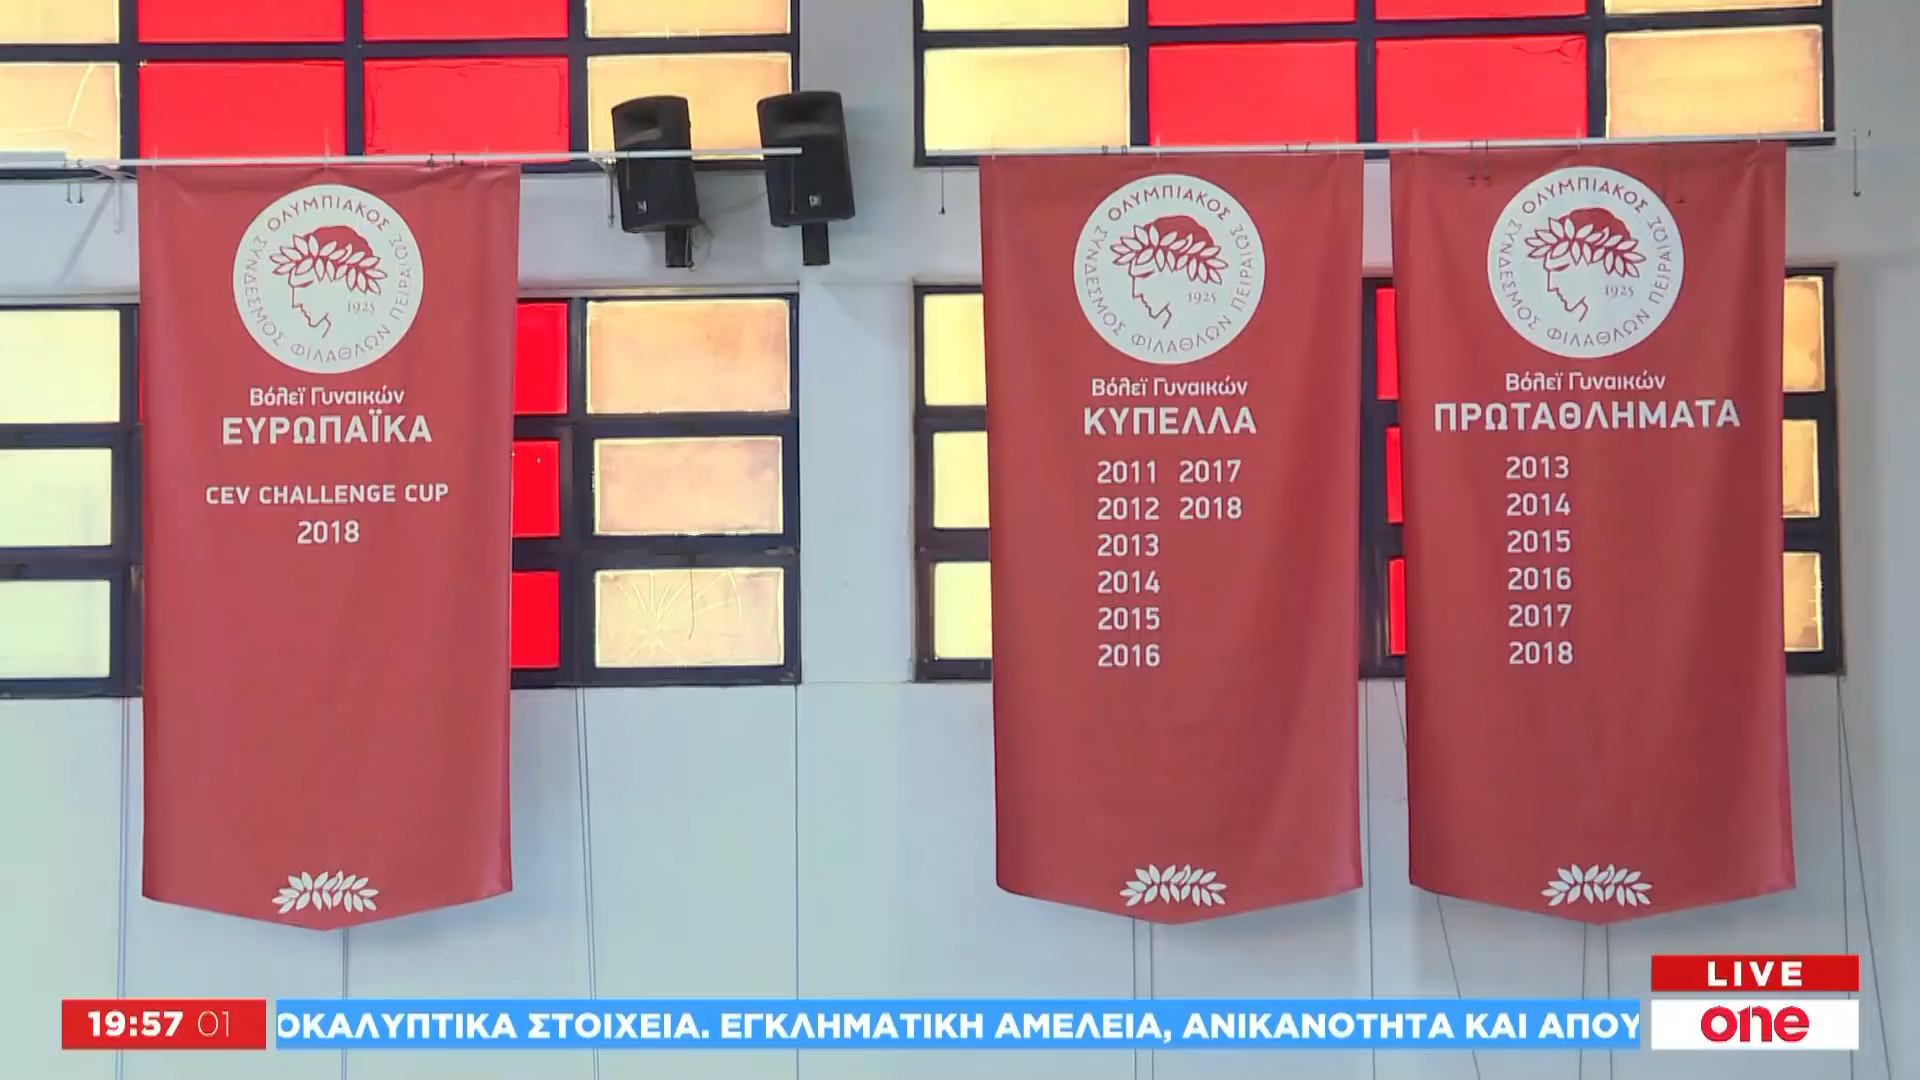 ΟΛΥΜΠΙΑΚΟΣ
ΣΥΝΔΕΣΜΟΣ ΦΙΛΑΘΛΩΝ ΠΕΙΡΑΙΩΣ
1925
Βόλεϊ Γυναικών
ΕΥΡΩΠΑΪΚΑ
CEV CHALLENGE CUP
2018
ΟΛΥΜΠΙΑΚΟΣ
ΣΥΝΔΕΣΜΟΣ ΦΙΛΑΘΛΩΝ ΠΕΙΡΑΙΩΣ
1925
Βόλεϊ Γυναικών
ΚΥΠΕΛΛΑ
2011 2017
2012 2018
2013
2014
2015
2016
ΟΛΥΜΠΙΑΚΟΣ
ΣΥΝΔΕΣΜΟΣ ΦΙΛΑΘΛΩΝ ΠΕΙΡΑΙΩΣ
1925
Βόλεϊ Γυναικών
ΠΡΩΤΑΘΛΗΜΑΤΑ
2013
2014
2015
2016
2017
2018
LIVE
one
19:57 01
ΟΚΑΛΥΠΤΙΚΑ ΣΤΟΙΧΕΙΑ. ΕΓΚΛΗΜΑΤΙΚΗ ΑΜΕΛΕΙΑ, ΑΝΙΚΑΝΟΤΗΤΑ ΚΑΙ ΑΠΟΥ